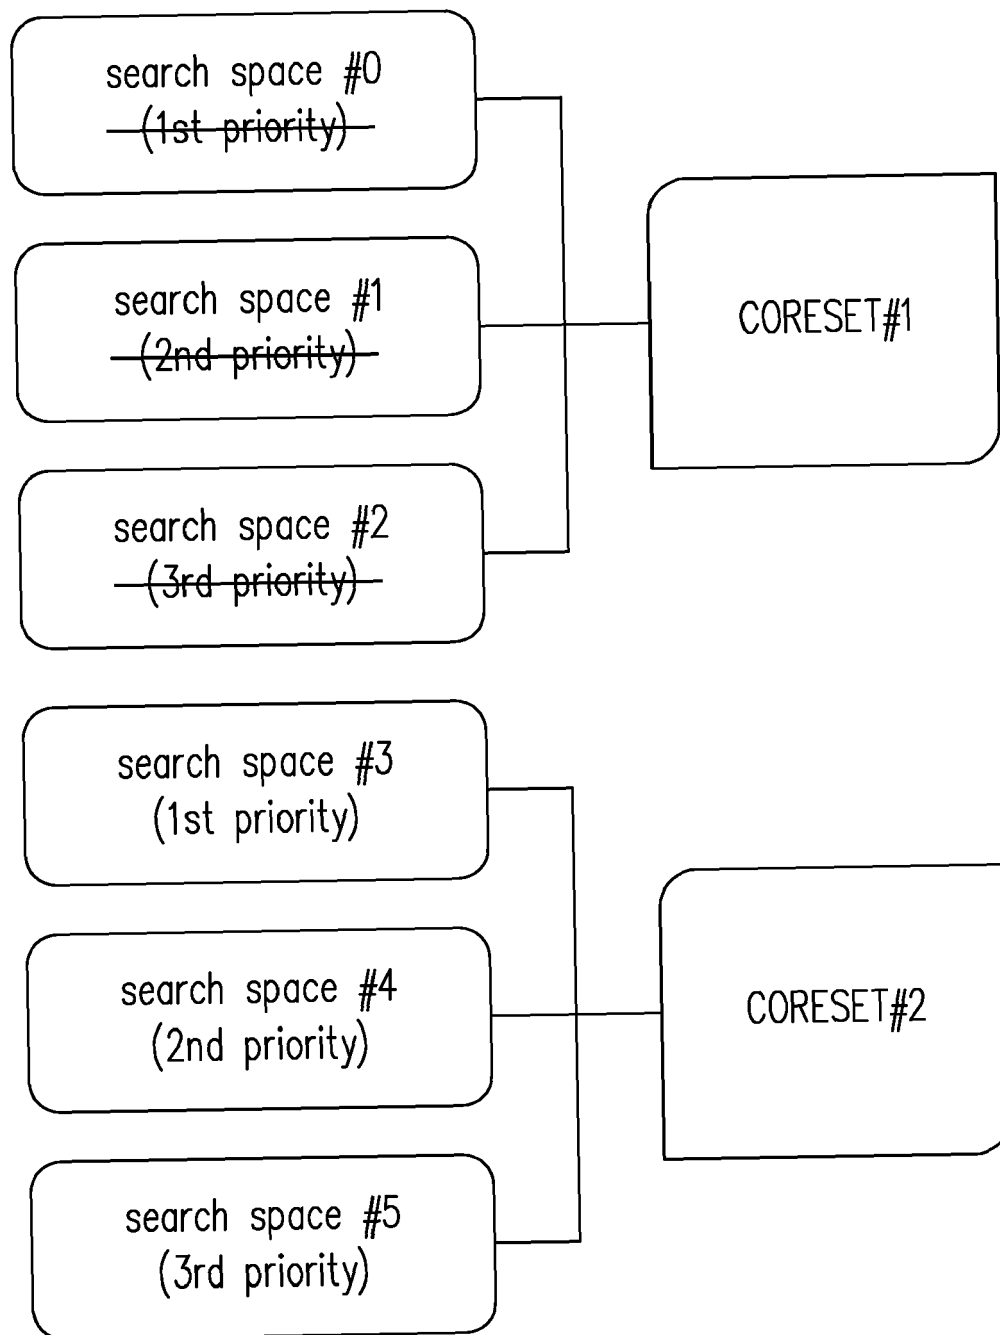 search space #0
(1st priority)
search space #1
(2nd priority)
search space #2
(3rd priority)
CORESET#1
search space #3
(1st priority)
search space #4
(2nd priority)
search space #5
(3rd priority)
CORESET#2